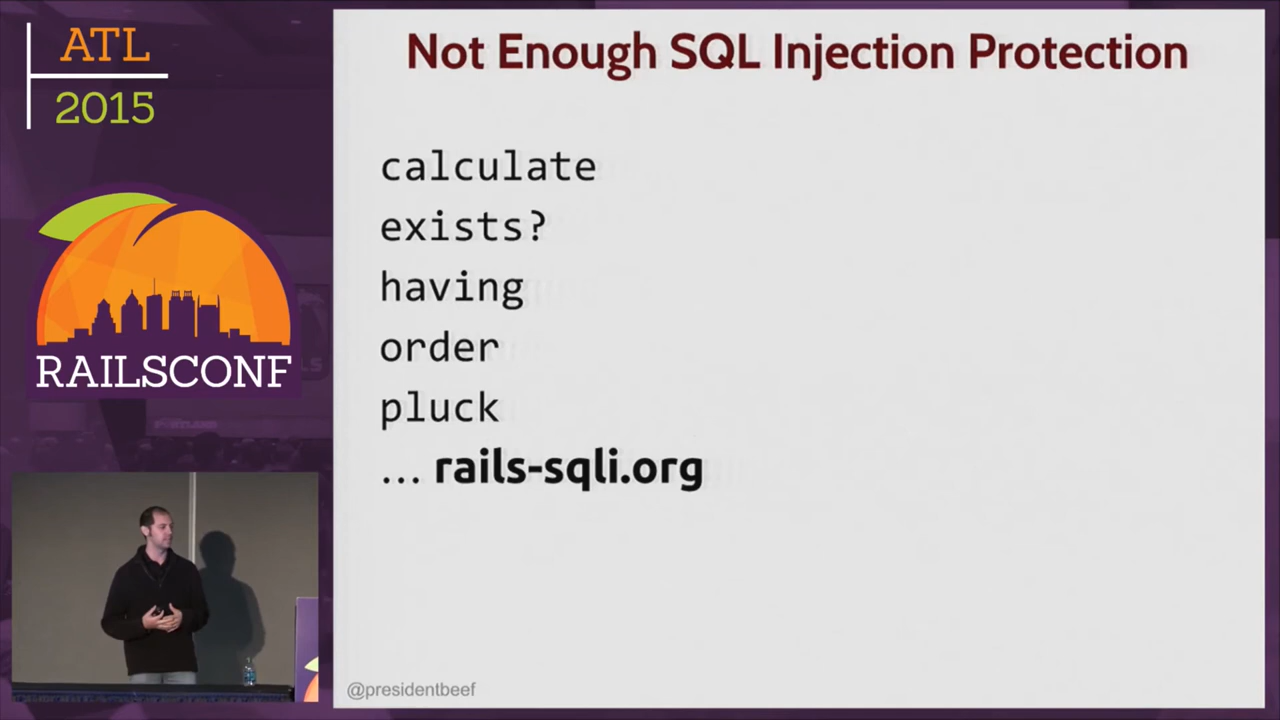 ATL
2015
RAILSCONF
Not Enough SQL Injection Protection
calculate
exists?
having
order
pluck
... rails-sqli.org
@presidentbeef